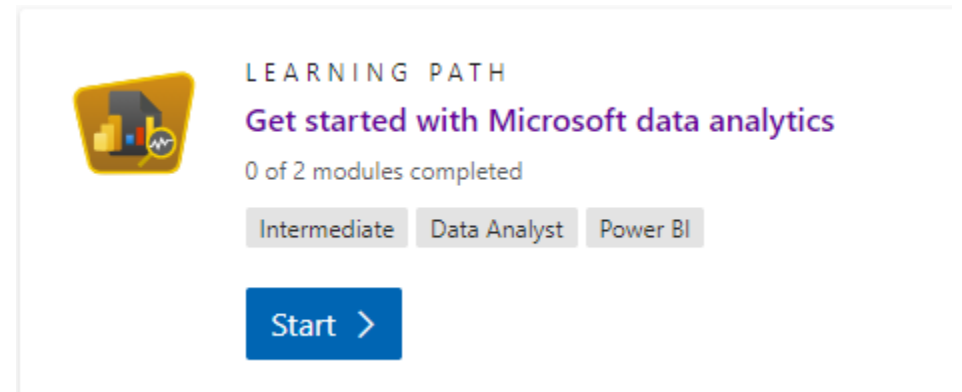 LEARNING PATH
Get started with Microsoft data analytics
0 of 2 modules completed
Intermediate Data Analyst Power BI
Start